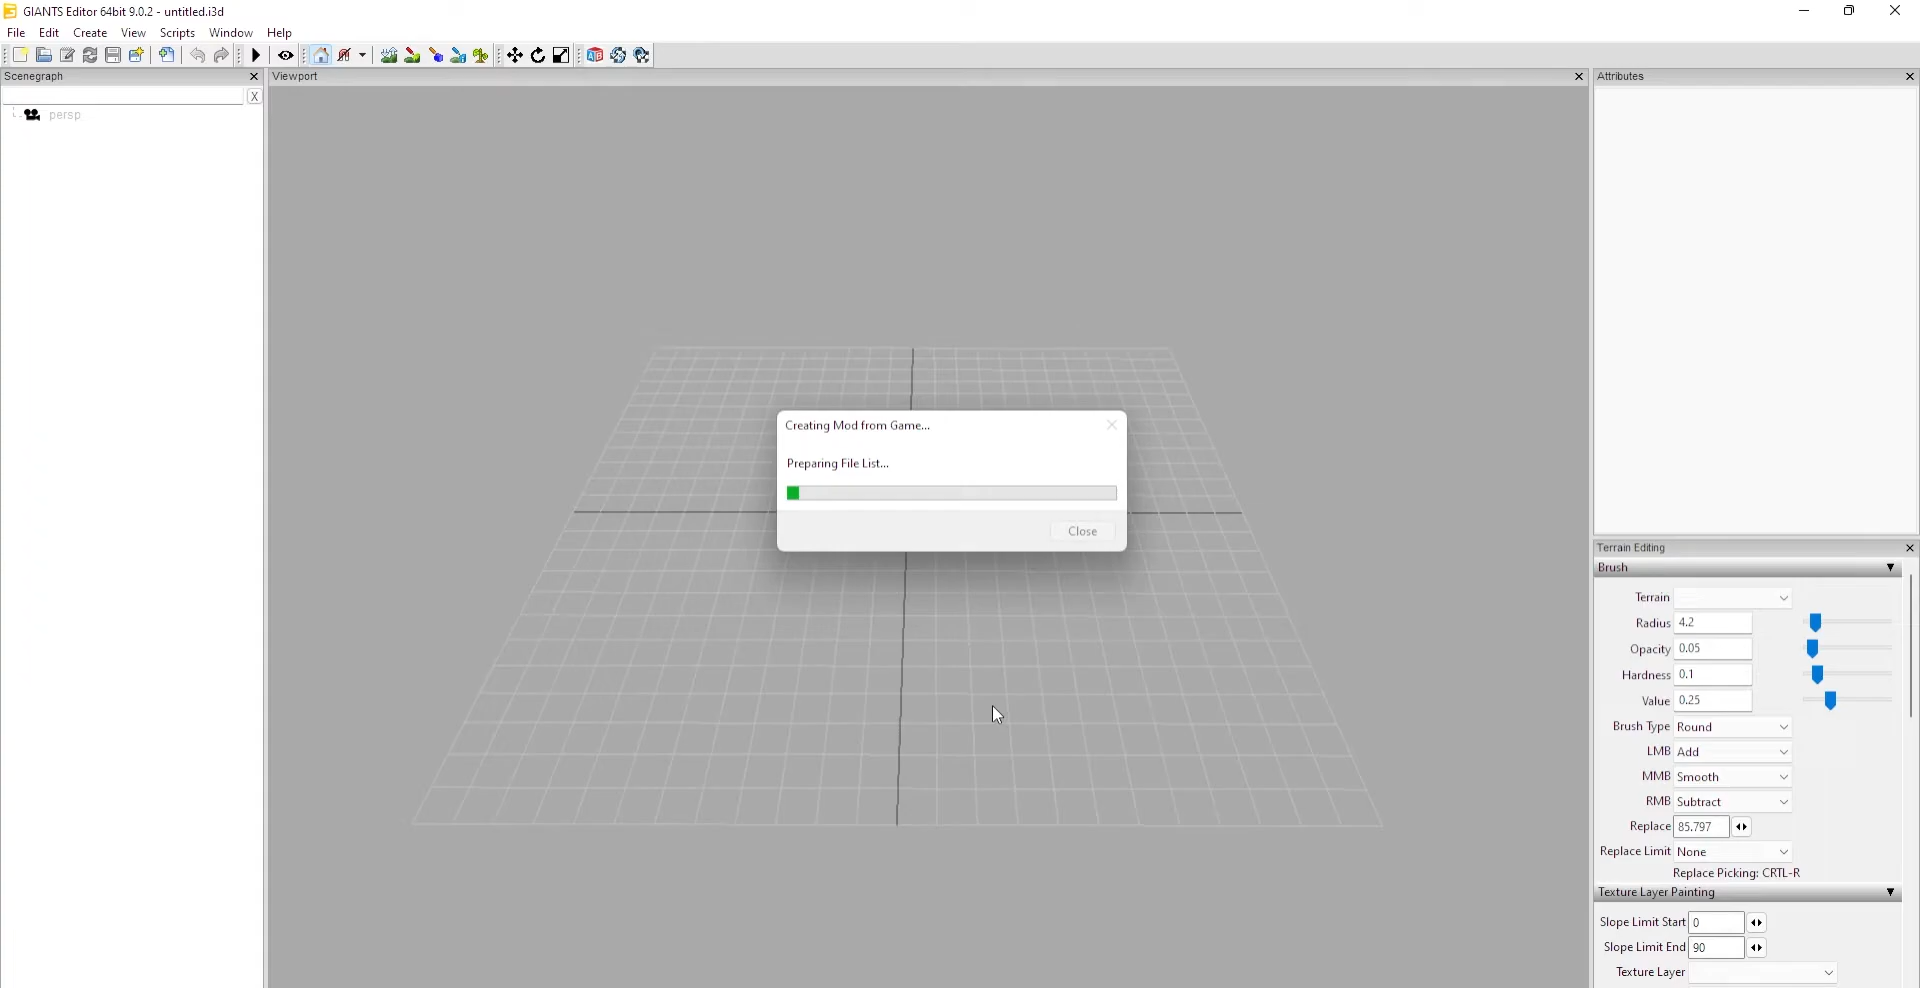 GIANTS Editor 64bit 9.0.2 - untitled.i3d
File Edit Create View Scripts Window Help
Scenegraph
Viewport
Attributes
X
persp
Creating Mod from Game...
Preparing File List...
Close
Terrain Editing
Brush
Terrain
Radius 4.2
Opacity 0.05
Hardness 0.1
Value 0.25
Brush Type Round
LMB Add
MMB Smooth
RMB Subtract
Replace 85.797
Replace Limit None
Replace Picking: CRTL-R
Texture Layer Painting
Slope Limit Start 0
Slope Limit End 90
Texture Layer